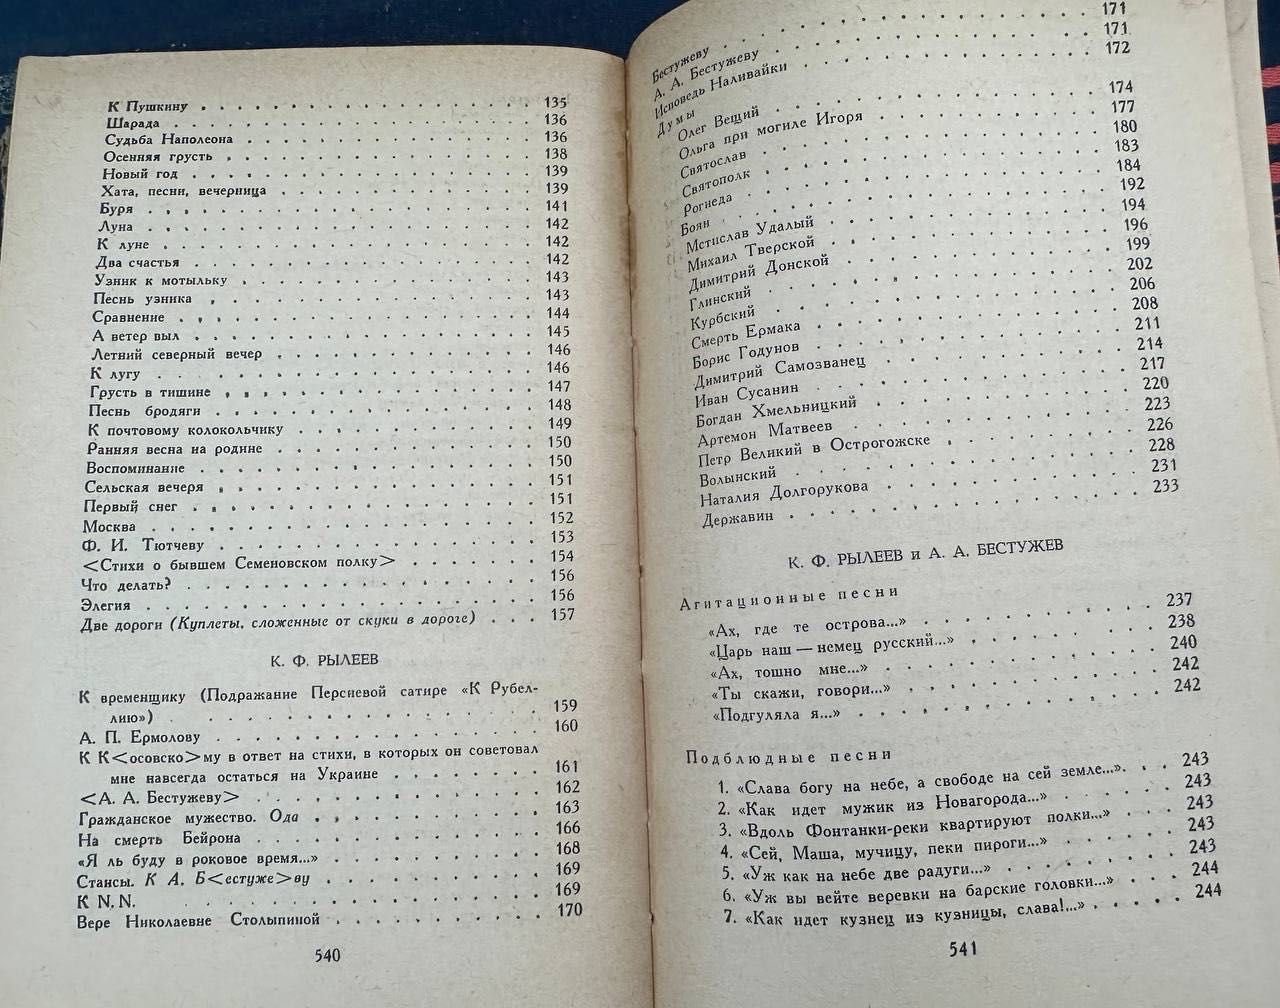 К Пушкину . . . 135
Шарада . . . 136
Судьба Наполеона . . . 136
Осенняя грусть . . . 138
Новый год . . . 139
Хата, песни, вечерница . . . 139
Буря . . . 141
Луна . . . 142
К луне . . . 142
Два счастья . . . 142
Узник к мотыльку . . . 143
Песнь узника . . . 143
Сравнение . . . 144
А ветер выл . . . 145
Летний северный вечер . . . 146
К лугу . . . 146
Грусть в тишине . . . 147
Песнь бродяги . . . 148
К почтовому колокольчику . . . 149
Ранняя весна на родине . . . 150
Воспоминание . . . 150
Сельская вечеря . . . 151
Первый снег . . . 151
Москва . . . 152
Ф. И. Тютчеву . . . 153
<Стихи о бывшем Семеновском полку> . . . 154
Что делать? . . . 156
Элегия . . . 156
Две дороги (Куплеты, сложенные от скуки в дороге) . . . 157
К. Ф. РЫЛЕЕВ
К временщику (Подражание Персиевой сатире «К Рубел-
лию») . . . 159
А. П. Ермолову . . . 160
К К<осовско>му в ответ на стихи, в которых он советовал
мне навсегда остаться на Украине . . . 161
<А. А. Бестужеву> . . . 162
Гражданское мужество. Ода . . . 163
На смерть Бейрона . . . 166
«Я ль буду в роковое время...» . . . 168
Стансы. К А. Б<естуже>ву . . . 169
К N. N. . . . 169
Вере Николаевне Столыпиной . . . 170
540
Бестужеву . . . 171
А. А. Бестужеву . . . 171
Исповедь Наливайки . . . 172
Думы
Олег Вещий . . . 174
Ольга при могиле Игоря . . . 177
Святослав . . . 180
Святополк . . . 183
Рогнеда . . . 184
Боян . . . 192
Мстислав Удалый . . . 194
Михаил Тверской . . . 196
Димитрий Донской . . . 199
Глинский . . . 202
Курбский . . . 206
Смерть Ермака . . . 208
Борис Годунов . . . 211
Димитрий Самозванец . . . 214
Иван Сусанин . . . 217
Богдан Хмельницкий . . . 220
Артемон Матвеев . . . 223
Петр Великий в Острогожске . . . 226
Волынский . . . 228
Наталия Долгорукова . . . 231
Державин . . . 233
К. Ф. РЫЛЕЕВ и А. А. БЕСТУЖЕВ
Агитационные песни
«Ах, где те острова...» . . . 237
«Царь наш — немец русский...» . . . 238
«Ах, тошно мне...» . . . 240
«Ты скажи, говори...» . . . 242
«Подгуляла я...» . . . 242
Подблюдные песни
1. «Слава богу на небе, а свободе на сей земле...» . . . 243
2. «Как идет мужик из Новагорода...» . . . 243
3. «Вдоль Фонтанки-реки квартируют полки...» . . . 243
4. «Сей, Маша, мучицу, пеки пироги...» . . . 243
5. «Уж как на небе две радуги...» . . . 243
6. «Уж вы вейте веревки на барские головки...» . . . 244
7. «Как идет кузнец из кузницы, слава!...» . . . 244
541